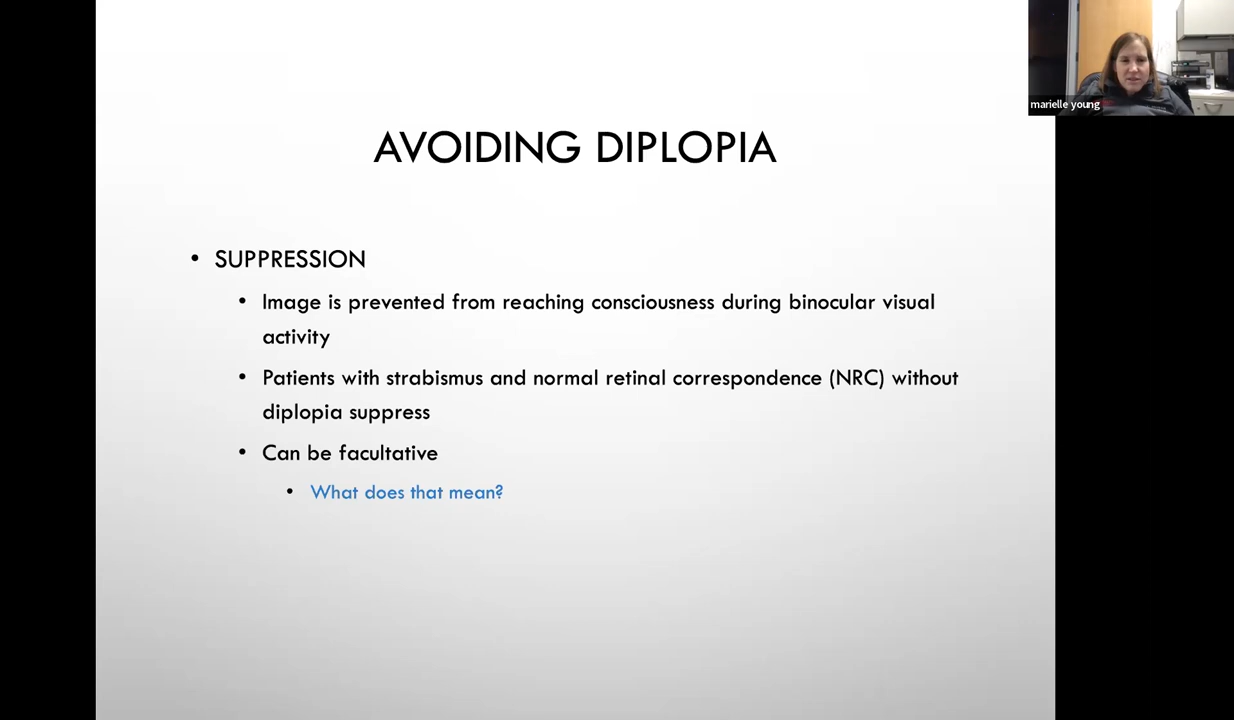 marielle young
AVOIDING DIPLOPIA
• SUPPRESSION
• Image is prevented from reaching consciousness during binocular visual
activity
• Patients with strabismus and normal retinal correspondence (NRC) without
diplopia suppress
• Can be facultative
• What does that mean?